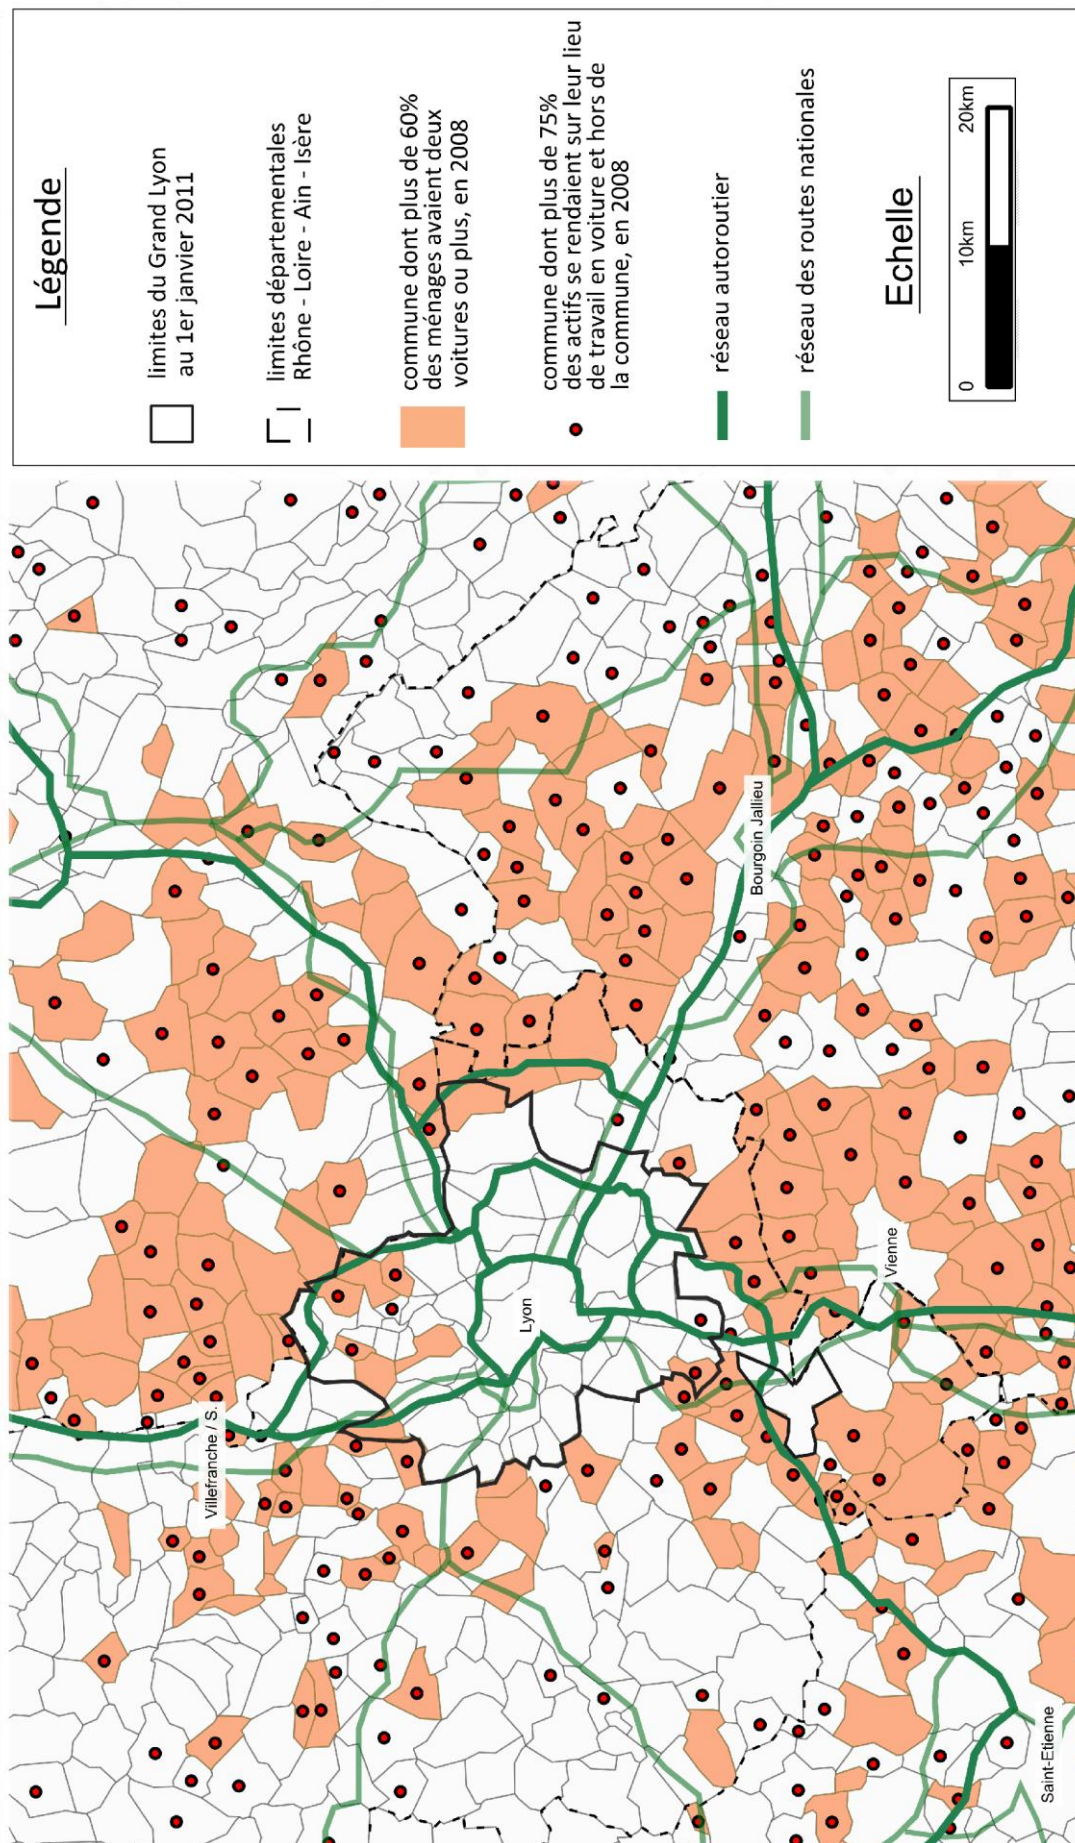 Légende
limites du Grand Lyon
au 1er janvier 2011
limites départementales
Rhône - Loire - Ain - Isère
commune dont plus de 60%
des ménages avaient deux
voitures ou plus, en 2008
commune dont plus de 75%
des actifs se rendaient sur leur lieu
de travail en voiture et hors de
la commune, en 2008
réseau autoroutier
réseau des routes nationales
Echelle
0 10km 20km
Villefranche / S.
Lyon
Bourgoin Jallieu
Vienne
Saint-Etienne